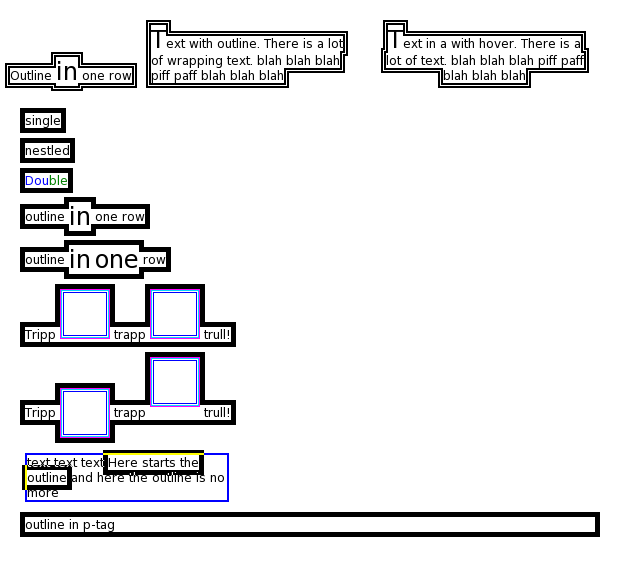 Outline in one row
Text with outline. There is a lot
of wrapping text. blah blah blah
piff paff blah blah blah
Text in a with hover. There is a
lot of text. blah blah blah piff paff
blah blah blah
single
nestled
Double
outline in one row
outline in one row
Tripp trapp trull!
Tripp trapp trull!
text text text Here starts the
outline and here the outline is no
more
outline in p-tag